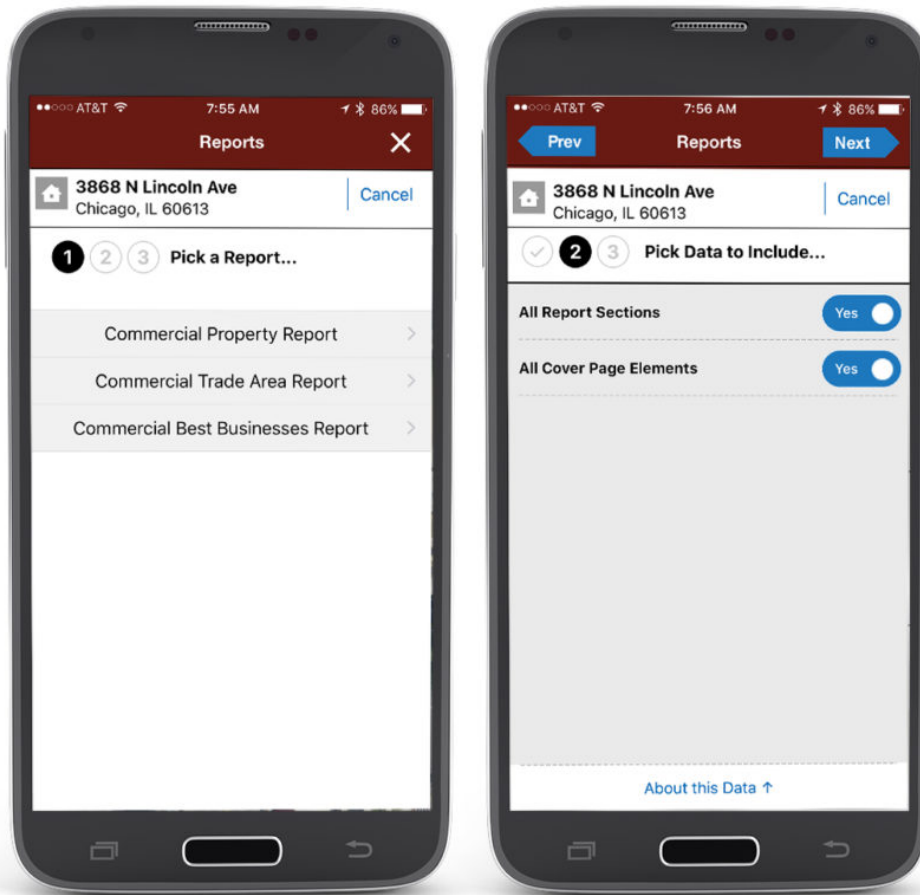 ●●○○○ AT&T 7:55 AM 86%
Reports ✕
3868 N Lincoln Ave
Chicago, IL 60613
Cancel
1 2 3 Pick a Report...
Commercial Property Report >
Commercial Trade Area Report >
Commercial Best Businesses Report >
●●○○○ AT&T 7:56 AM 86%
Prev Reports Next
3868 N Lincoln Ave
Chicago, IL 60613
Cancel
✓ 2 3 Pick Data to Include...
All Report Sections Yes
All Cover Page Elements Yes
About this Data ↑